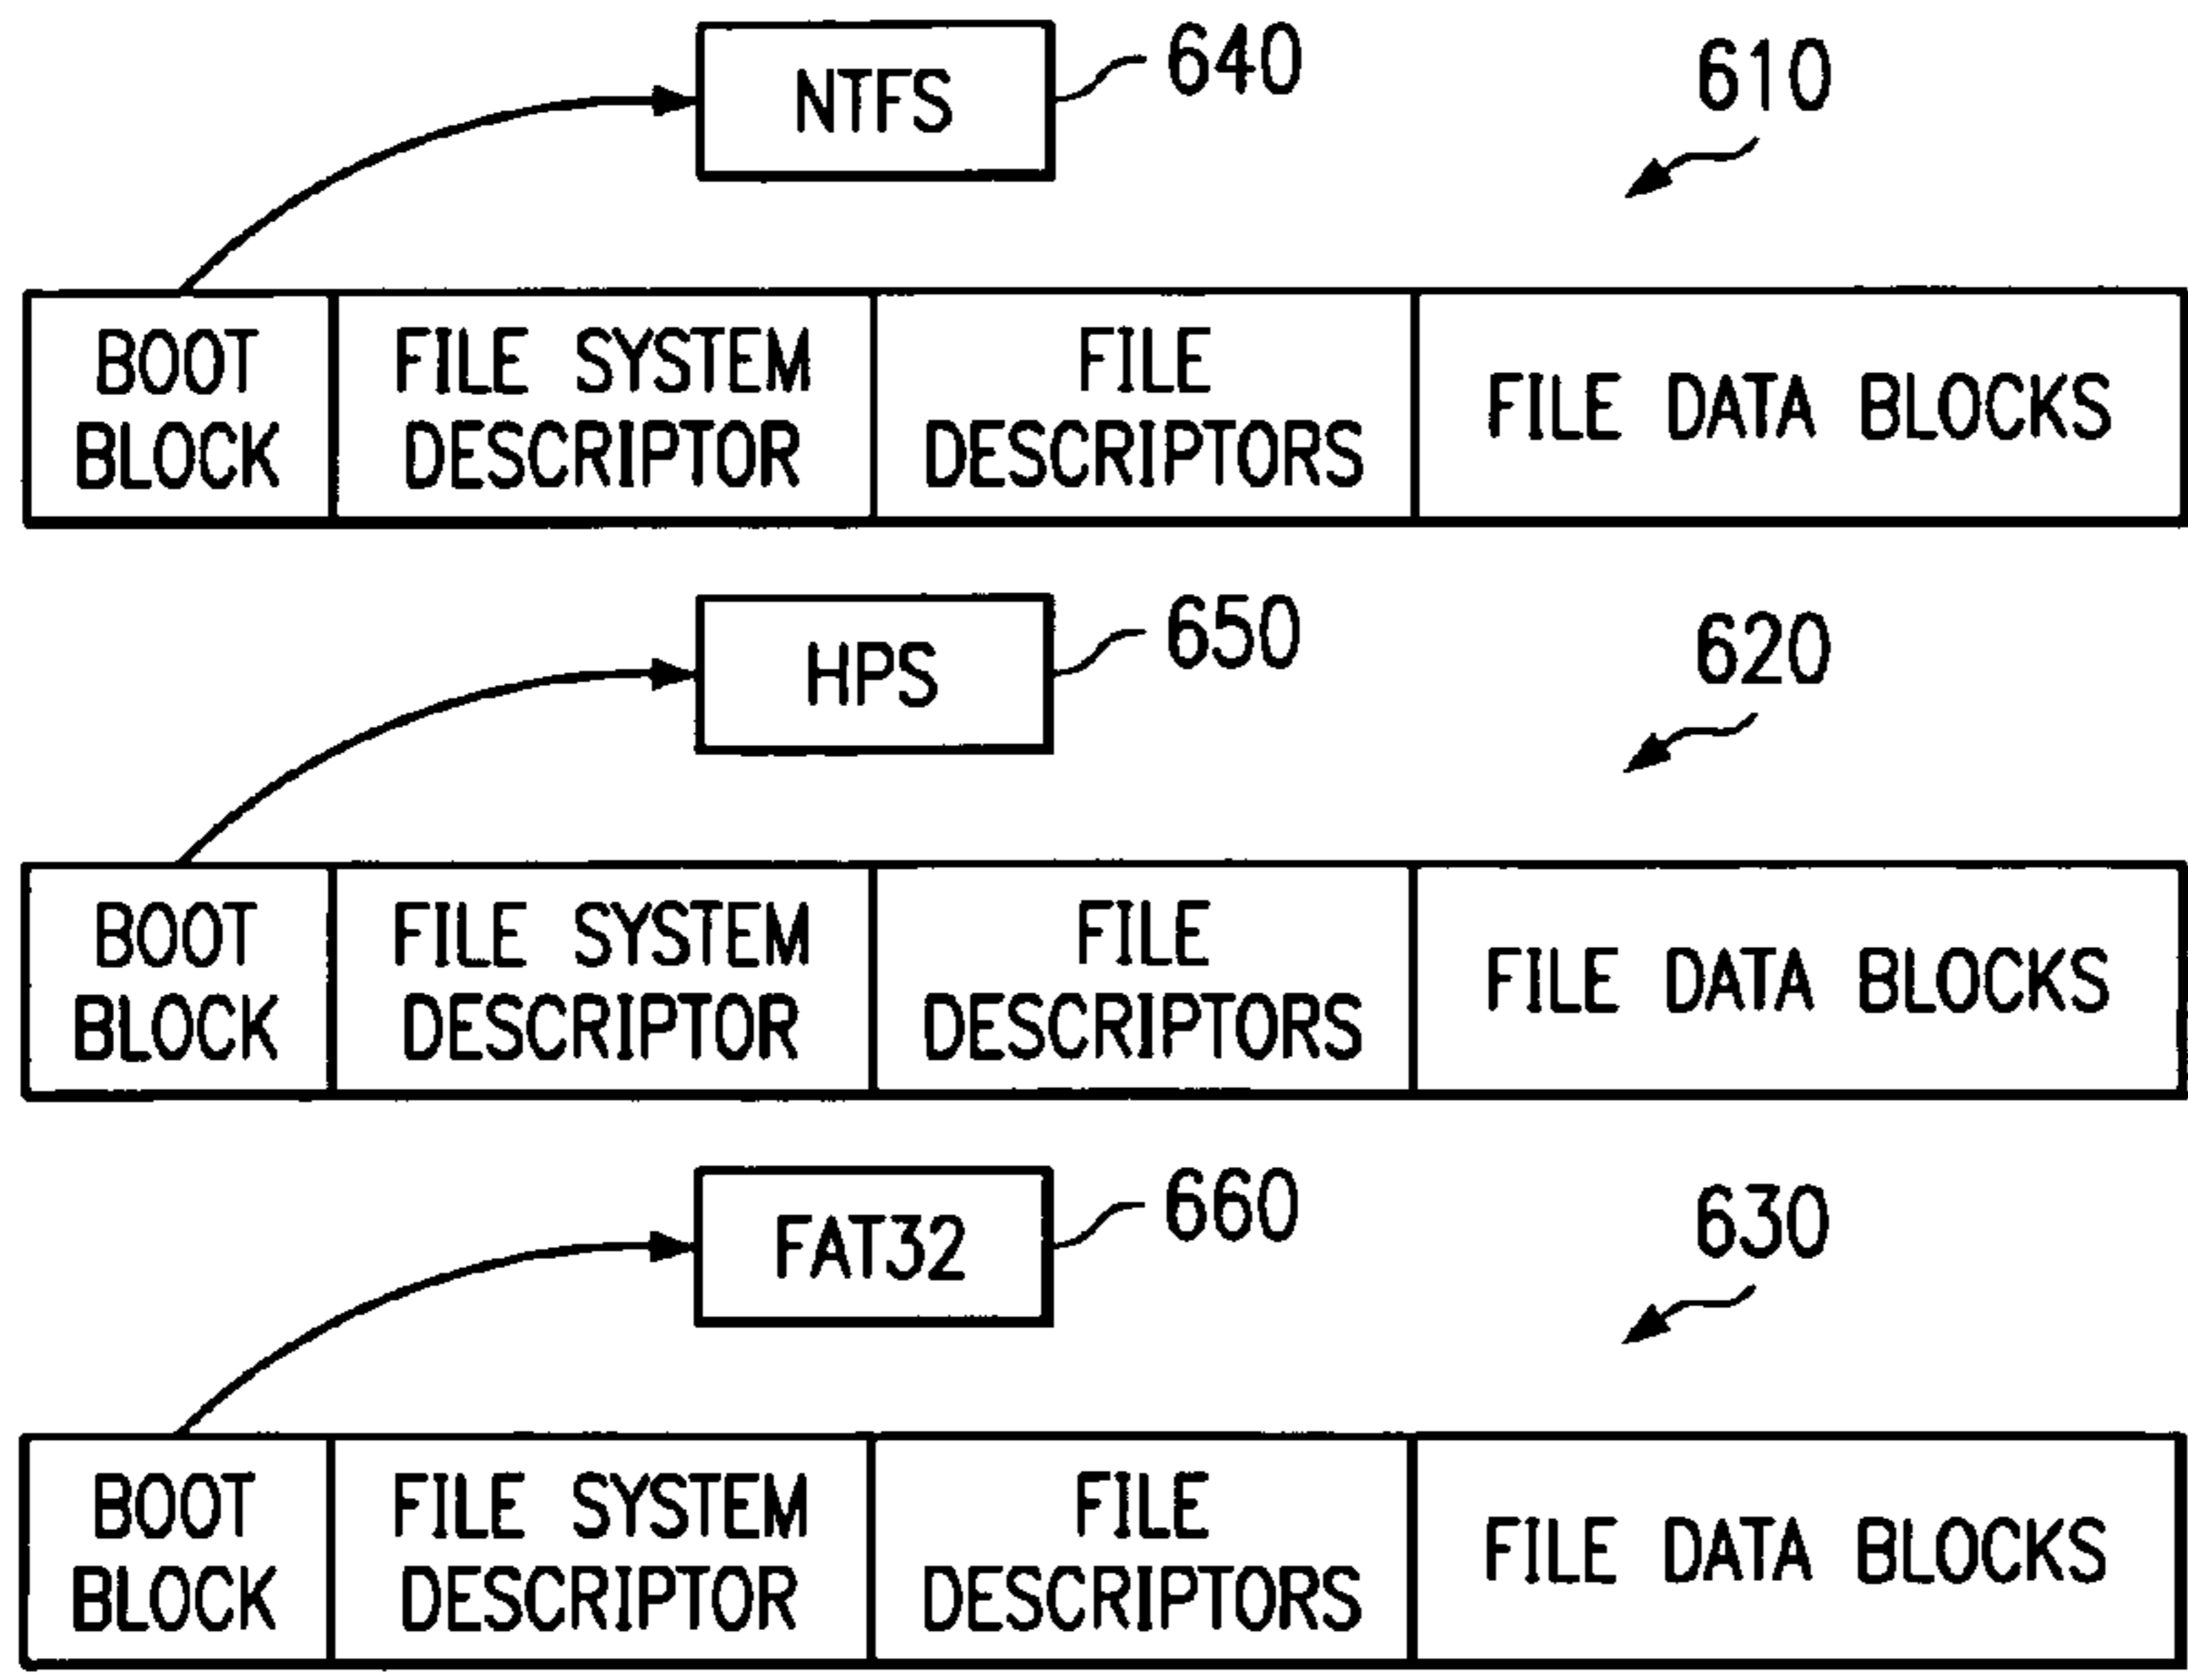 NTFS
640
610
BOOT
BLOCK
FILE SYSTEM
DESCRIPTOR
FILE
DESCRIPTORS
FILE DATA BLOCKS
HPS
650
620
BOOT
BLOCK
FILE SYSTEM
DESCRIPTOR
FILE
DESCRIPTORS
FILE DATA BLOCKS
FAT32
660
630
BOOT
BLOCK
FILE SYSTEM
DESCRIPTOR
FILE
DESCRIPTORS
FILE DATA BLOCKS